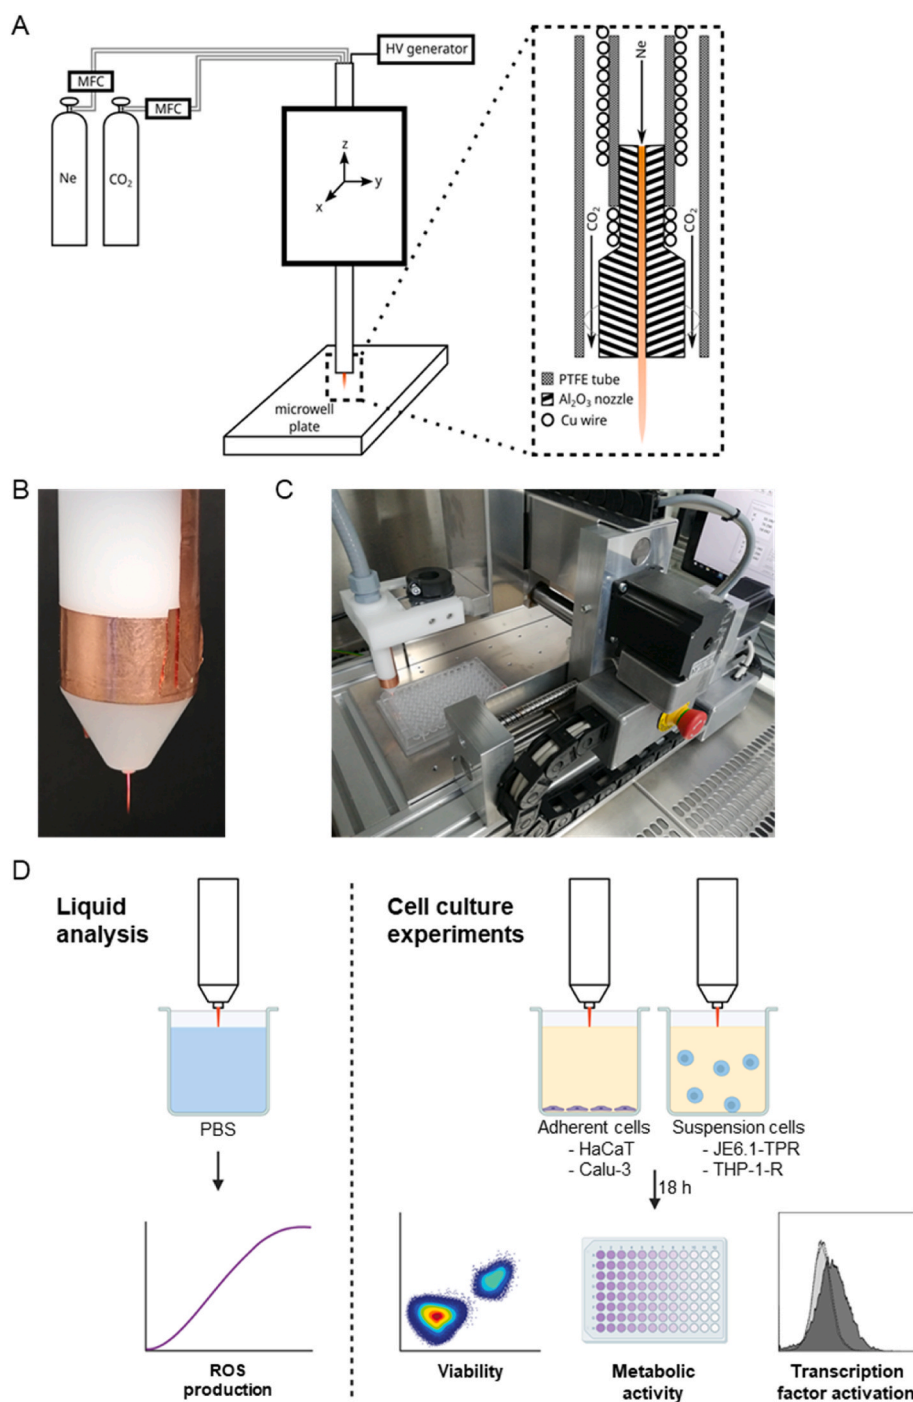 A
HV generator
MFC
MFC
Ne
CO₂
z
y
x
microwell
plate
Ne
CO₂
CO₂
PTFE tube
Al₂O₃ nozzle
Cu wire
B
C
D
Liquid
analysis
Cell culture
experiments
PBS
Adherent cells
- HaCaT
- Calu-3
Suspension cells
- JE6.1-TPR
- THP-1-R
18 h
ROS
production
Viability
Metabolic
activity
Transcription
factor activation